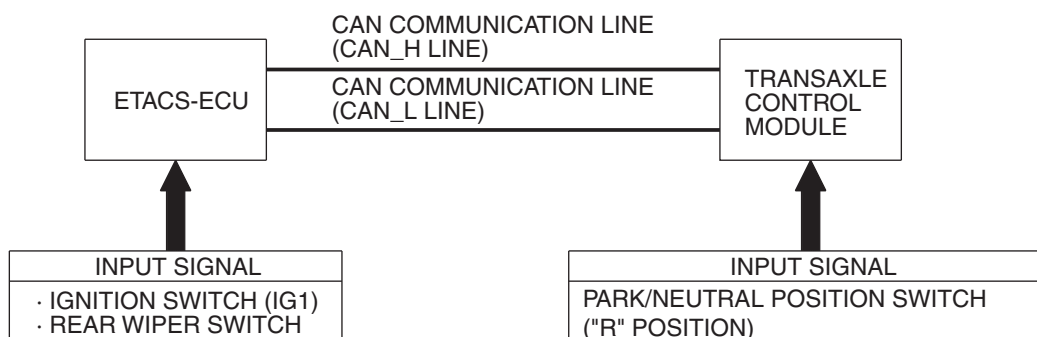 CAN COMMUNICATION LINE
(CAN_H LINE)
ETACS-ECU
CAN COMMUNICATION LINE
(CAN_L LINE)
TRANSAXLE
CONTROL
MODULE
INPUT SIGNAL
· IGNITION SWITCH (IG1)
· REAR WIPER SWITCH
INPUT SIGNAL
PARK/NEUTRAL POSITION SWITCH
("R" POSITION)